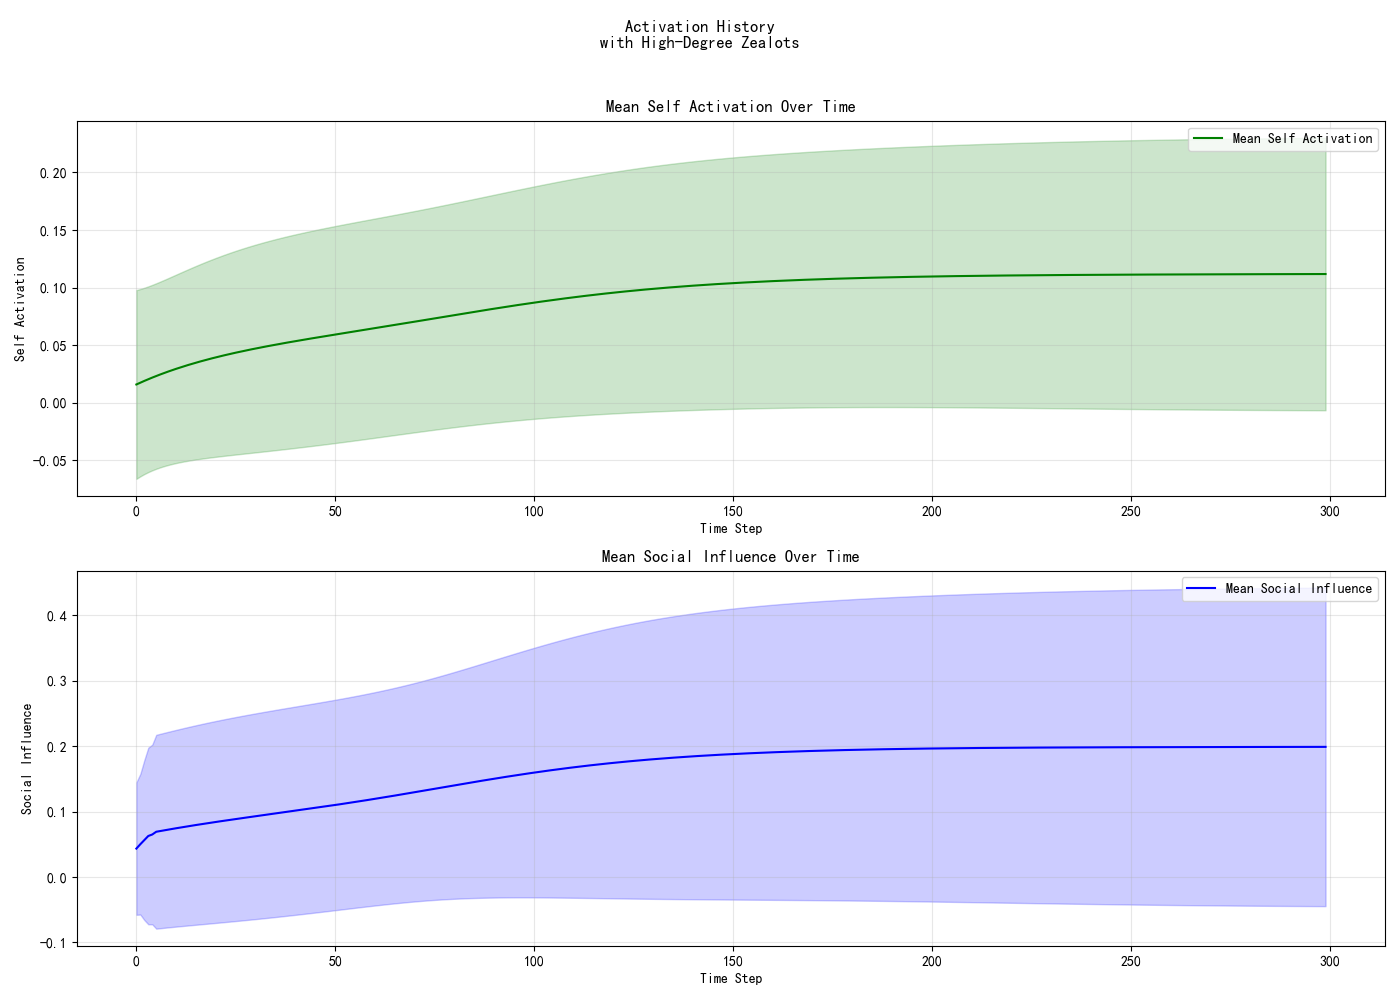 Activation History
with High-Degree Zealots
Mean Self Activation Over Time
Mean Self Activation
Self Activation
0.20
0.15
0.10
0.05
0.00
-0.05
0 50 100 150 200 250 300
Time Step
Mean Social Influence Over Time
Mean Social Influence
Social Influence
0.4
0.3
0.2
0.1
0.0
-0.1
0 50 100 150 200 250 300
Time Step